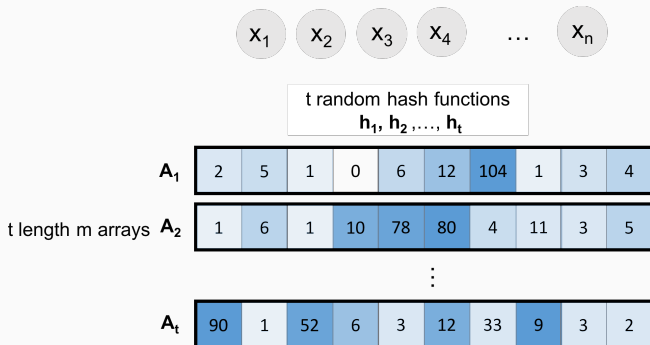 x1 x2 x3 x4 ... xn
t random hash functions
h1, h2 ,..., ht
A1 2 5 1 0 6 12 104 1 3 4
t length m arrays A2 1 6 1 10 78 80 4 11 3 5
⋮
At 90 1 52 6 3 12 33 9 3 2